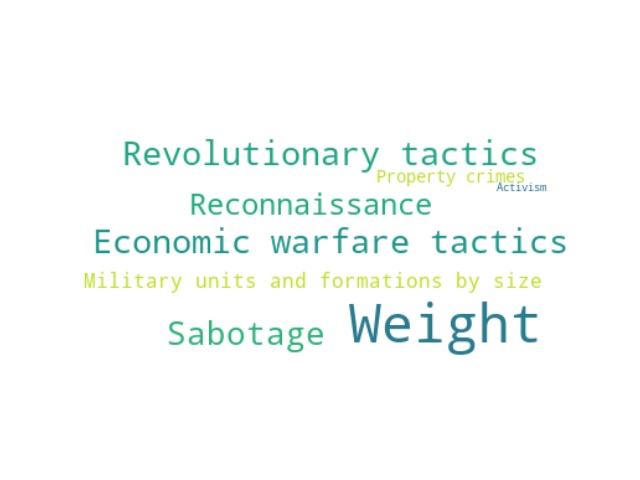 Revolutionary tactics
Property crimes
Activism
Reconnaissance
Economic warfare tactics
Military units and formations by size
Sabotage
Weight